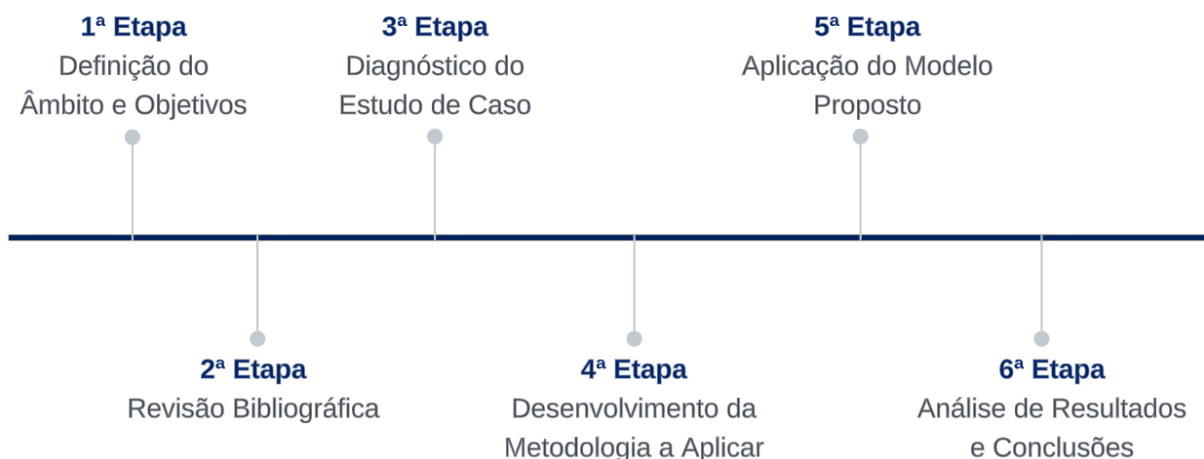 1ª Etapa
Definição do
Âmbito e Objetivos
3ª Etapa
Diagnóstico do
Estudo de Caso
5ª Etapa
Aplicação do Modelo
Proposto
2ª Etapa
Revisão Bibliográfica
4ª Etapa
Desenvolvimento da
Metodologia a Aplicar
6ª Etapa
Análise de Resultados
e Conclusões